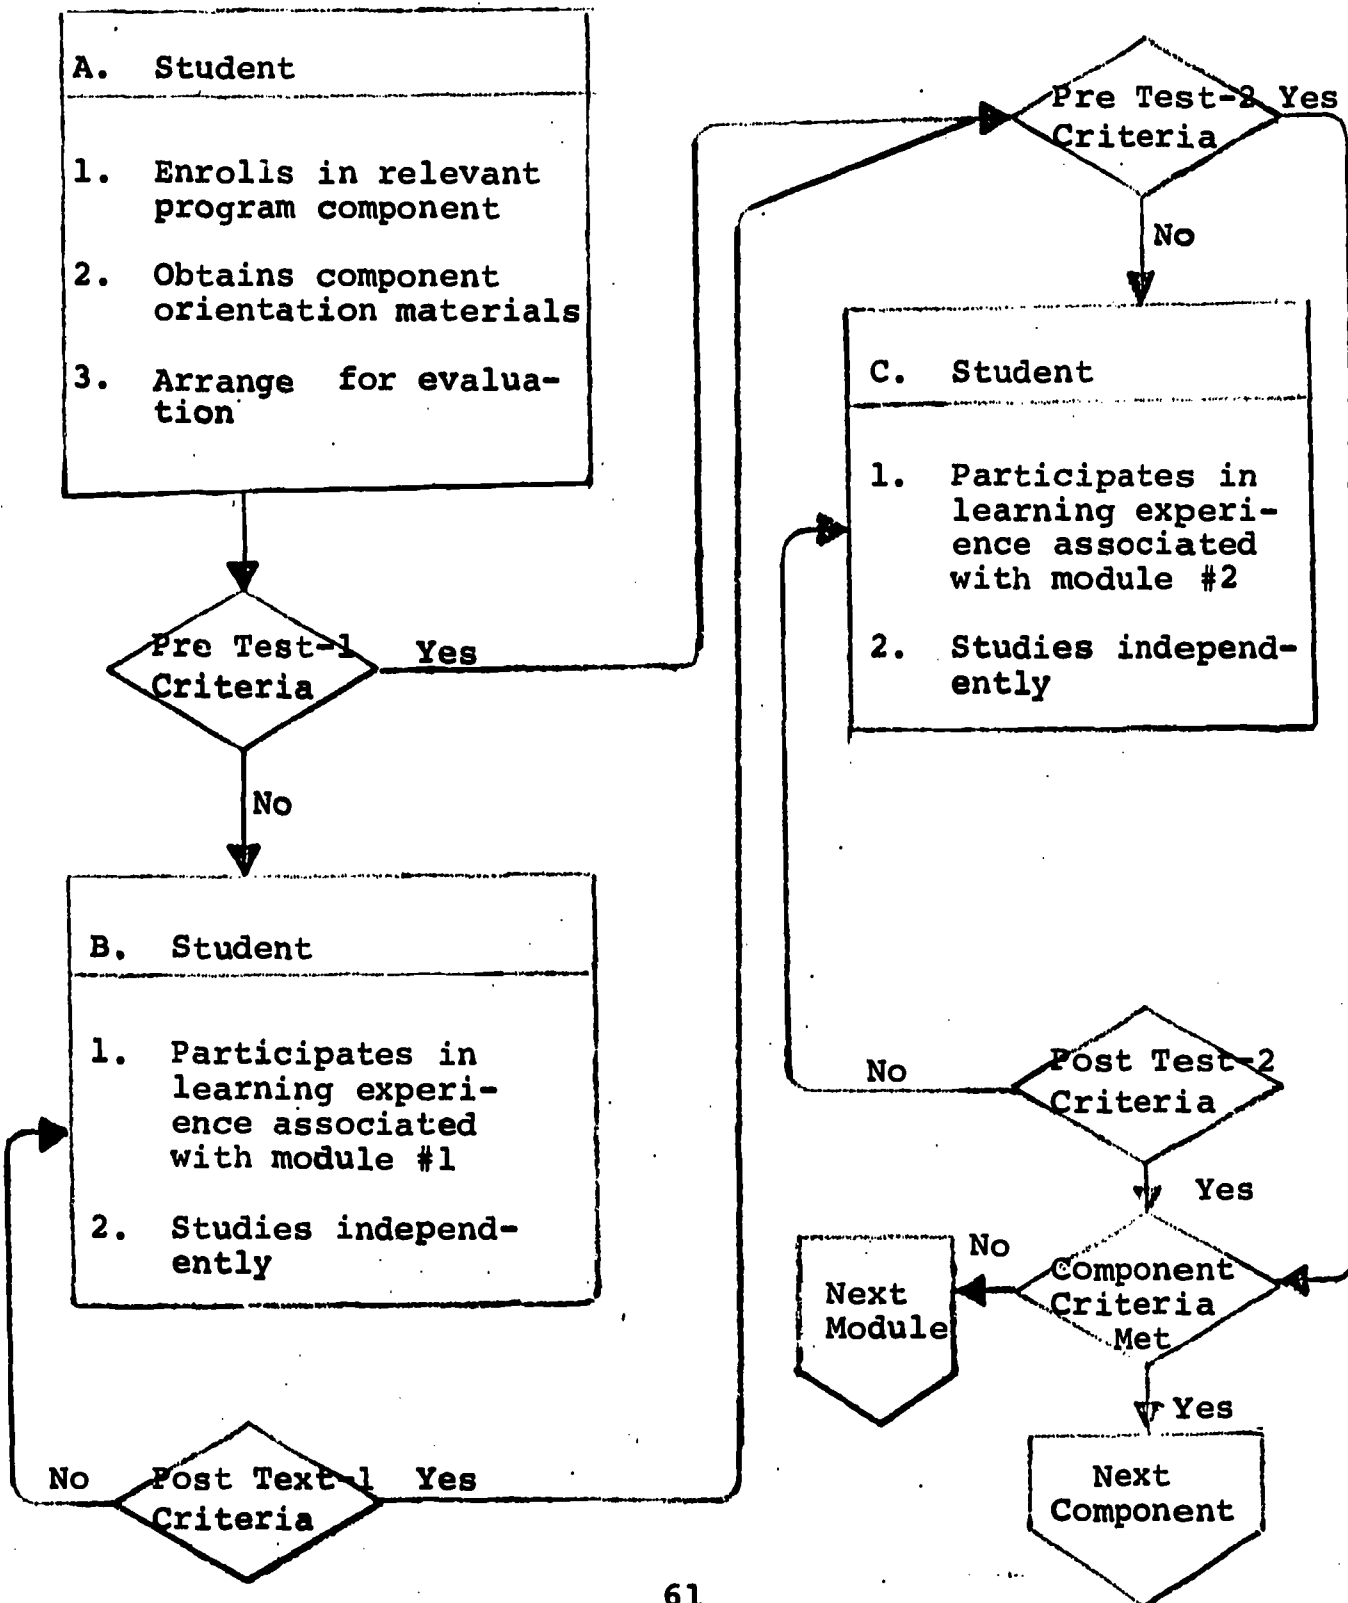 A. Student
1. Enrolls in relevant
program component
2. Obtains component
orientation materials
3. Arrange for evalua-
tion
Pre Test-1 Yes
Criteria
No
B. Student
1. Participates in
learning experi-
ence associated
with module #1
2. Studies independ-
ently
No Post Text-1 Yes
Criteria
Pre Test-2 Yes
Criteria
No
C. Student
1. Participates in
learning experi-
ence associated
with module #2
2. Studies independ-
ently
No Post Test-2
Criteria
Yes
No
Component
Criteria
Met
Next
Module
Yes
Next
Component
61